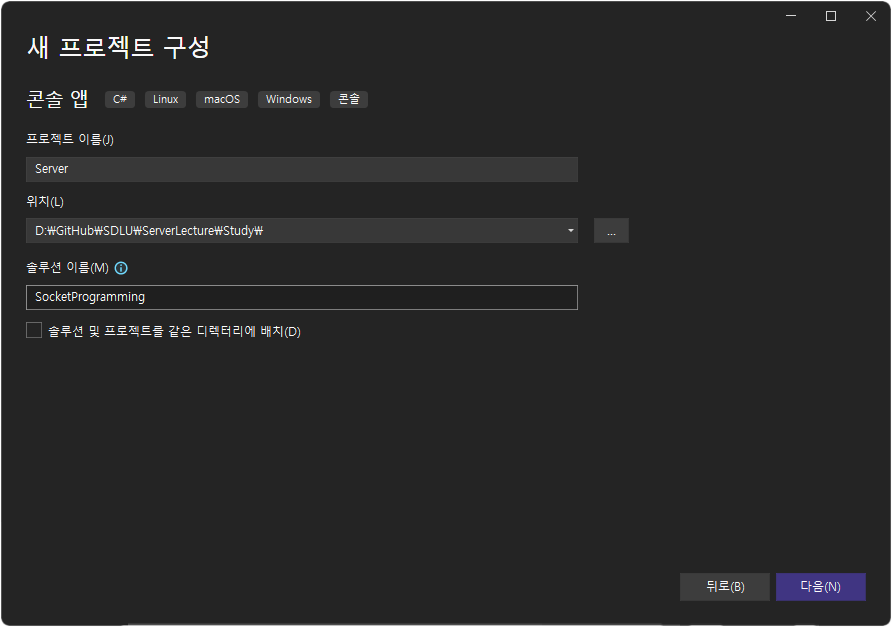 새 프로젝트 구성
콘솔 앱 C# Linux macOS Windows 콘솔
프로젝트 이름(J)
Server
위치(L)
D:₩GitHub₩SDLU₩ServerLecture₩Study₩
...
솔루션 이름(M)
SocketProgramming
솔루션 및 프로젝트를 같은 디렉터리에 배치(D)
뒤로(B) 다음(N)